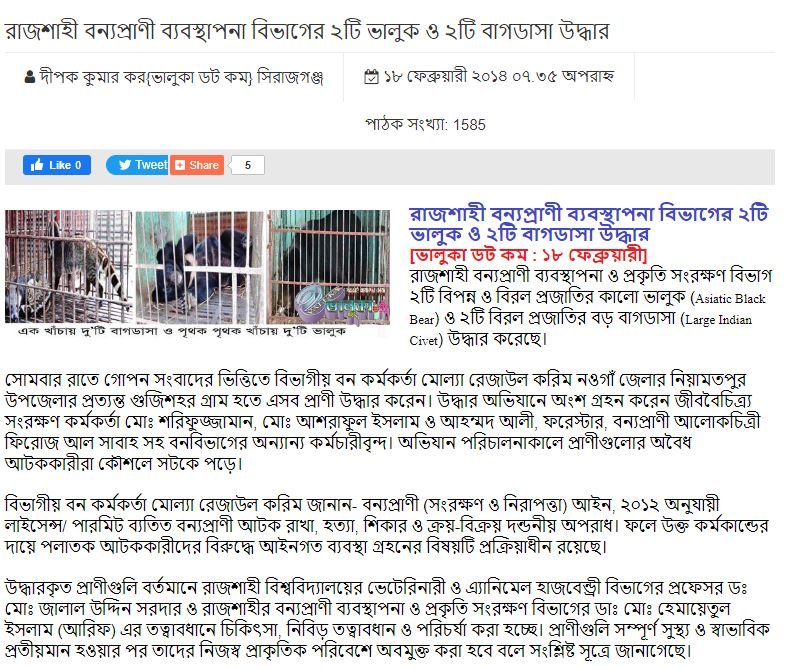 রাজশাহী বন্যপ্রাণী ব্যবস্থাপনা বিভাগের ২টি ভালুক ও ২টি বাগডাসা উদ্ধার
দীপক কুমার কর{ভালুকা ডট কম} সিরাজগঞ্জ
১৮ ফেব্রুয়ারী ২০১৪ ০৭.৩৫ অপরাহ্ন
পাঠক সংখ্যা: 1585
Like 0
Tweet
Share
5
রাজশাহী বন্যপ্রাণী ব্যবস্থাপনা বিভাগের ২টি
ভালুক ও ২টি বাগডাসা উদ্ধার
[ভালুকা ডট কম : ১৮ ফেব্রুয়ারী]
রাজশাহী বন্যপ্রাণী ব্যবস্থাপনা ও প্রকৃতি সংরক্ষণ বিভাগ
২টি বিপন্ন ও বিরল প্রজাতির কালো ভালুক (Asiatic Black
Bear) ও ২টি বিরল প্রজাতির বড় বাগডাসা (Large Indian
Civet) উদ্ধার করেছে।
এক খাঁচায় দু'টি বাগডাসা ও পৃথক পৃথক খাঁচায় দু'টি ভালুক
সোমবার রাতে গোপন সংবাদের ভিত্তিতে বিভাগীয় বন কর্মকর্তা মোল্যা রেজাউল করিম নওগাঁ জেলার নিয়ামতপুর
উপজেলার প্রত্যন্ত গুজিশহর গ্রাম হতে এসব প্রাণী উদ্ধার করেন। উদ্ধার অভিযানে অংশ গ্রহন করেন জীববৈচিত্র্য
সংরক্ষণ কর্মকর্তা মোঃ শরিফুজ্জামান, মোঃ আশরাফুল ইসলাম ও আহম্মদ আলী, ফরেস্টার, বন্যপ্রাণী আলোকচিত্রী
ফিরোজ আল সাবাহ সহ বনবিভাগের অন্যান্য কর্মচারীবৃন্দ। অভিযান পরিচালনাকালে প্রাণীগুলোর অবৈধ
আটককারীরা কৌশলে সটকে পড়ে।
বিভাগীয় বন কর্মকর্তা মোল্যা রেজাউল করিম জানান- বন্যপ্রাণী (সংরক্ষণ ও নিরাপত্তা) আইন, ২০১২ অনুযায়ী
লাইসেন্স/ পারমিট ব্যতিত বন্যপ্রাণী আটক রাখা, হত্যা, শিকার ও ক্রয়-বিক্রয় দন্ডনীয় অপরাধ। ফলে উক্ত কর্মকান্ডের
দায়ে পলাতক আটককারীদের বিরুদ্ধে আইনগত ব্যবস্থা গ্রহনের বিষয়টি প্রক্রিয়াধীন রয়েছে।
উদ্ধারকৃত প্রাণীগুলি বর্তমানে রাজশাহী বিশ্ববিদ্যালয়ের ভেটেরিনারী ও এ্যানিমেল হাজবেন্ড্রী বিভাগের প্রফেসর ডঃ
মোঃ জালাল উদ্দিন সরদার ও রাজশাহীর বন্যপ্রাণী ব্যবস্থাপনা ও প্রকৃতি সংরক্ষণ বিভাগের ডাঃ মোঃ হেমায়েতুল
ইসলাম (আরিফ) এর তত্বাবধানে চিকিৎসা, নিবিড় তত্বাবধান ও পরিচর্যা করা হচ্ছে। প্রাণীগুলি সম্পূর্ণ সুস্থ্য ও স্বাভাবিক
প্রতীয়মান হওয়ার পর তাদের নিজস্ব প্রাকৃতিক পরিবেশে অবমুক্ত করা হবে বলে সংশ্লিষ্ট সূত্রে জানাগেছে।